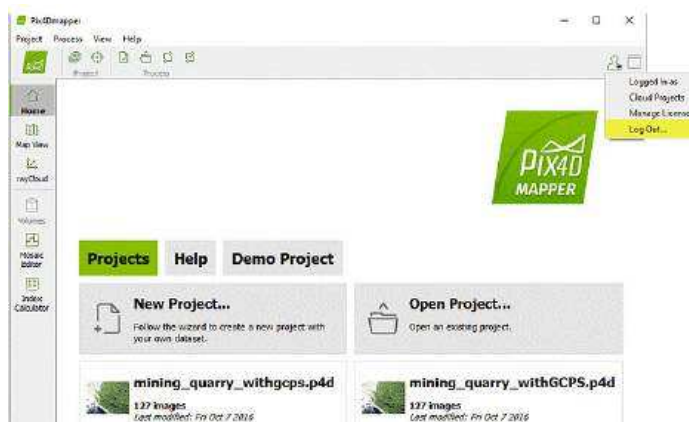 Pix4Dmapper
Project Process View Help
Project Process
Logged in as
Cloud Projects
Manage License
Log Out...
Home
Map View
rayCloud
Volumes
Mosaic Editor
Index Calculator
PIX4D
MAPPER
Projects Help Demo Project
New Project...
Follow the wizard to create a new project with
your own dataset.
Open Project...
Open an existing project.
mining_quarry_withgcps.p4d
127 images
Last modified: Fri Oct 7 2016
mining_quarry_withGCPS.p4d
127 images
Last modified: Fri Oct 7 2016